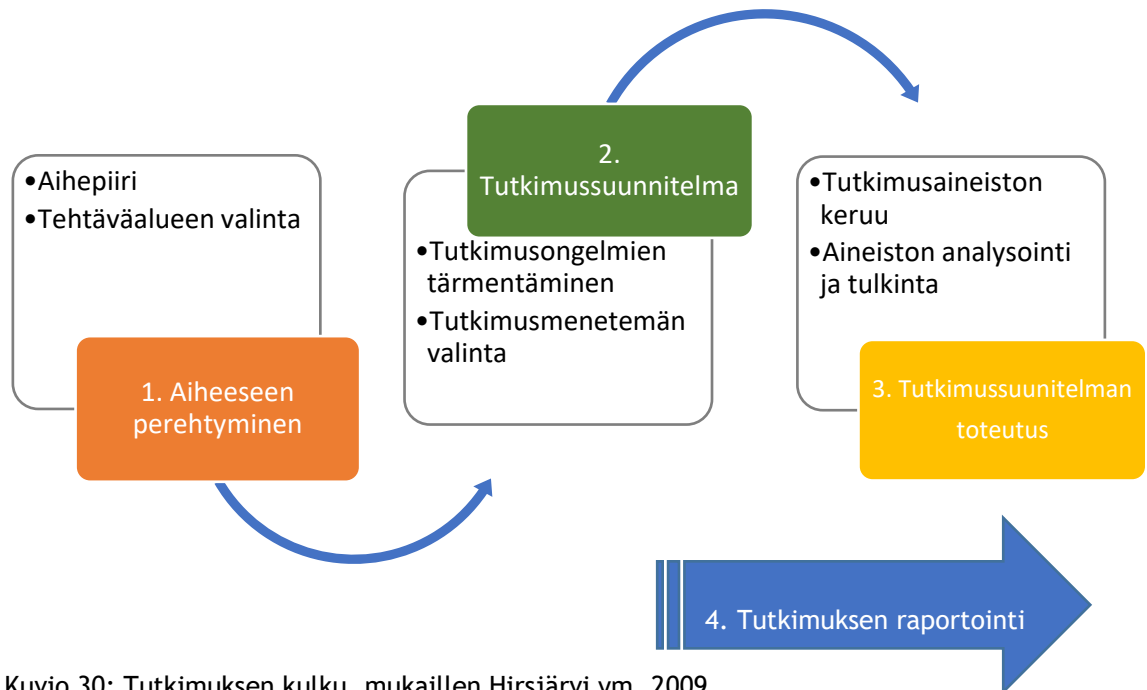 •Aihepiiri
•Tehtäväalueen valinta
1. Aiheeseen
perehtyminen
2.
Tutkimussuunnitelma
•Tutkimusongelmien
tärmentäminen
•Tutkimusmenetemän
valinta
•Tutkimusaineiston
keruu
•Aineiston analysointi
ja tulkinta
3. Tutkimussuunitelman
toteutus
4. Tutkimuksen raportointi
Kuvio 30: Tutkimuksen kulku, mukaillen Hirsjärvi ym. 2009